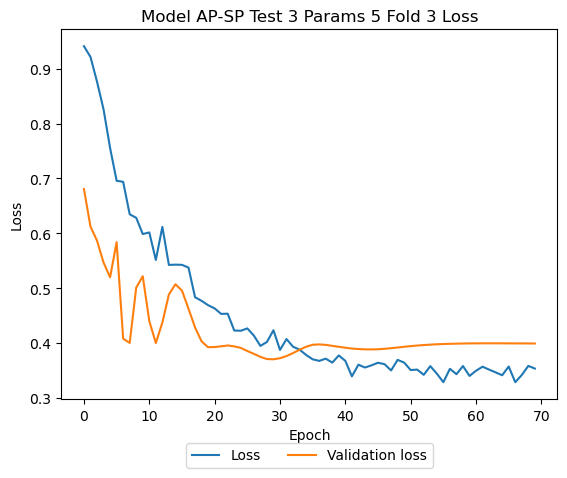 Model AP-SP Test 3 Params 5 Fold 3 Loss
Loss
0.9
0.8
0.7
0.6
0.5
0.4
0.3
0 10 20 30 40 50 60 70
Epoch
Loss Validation loss